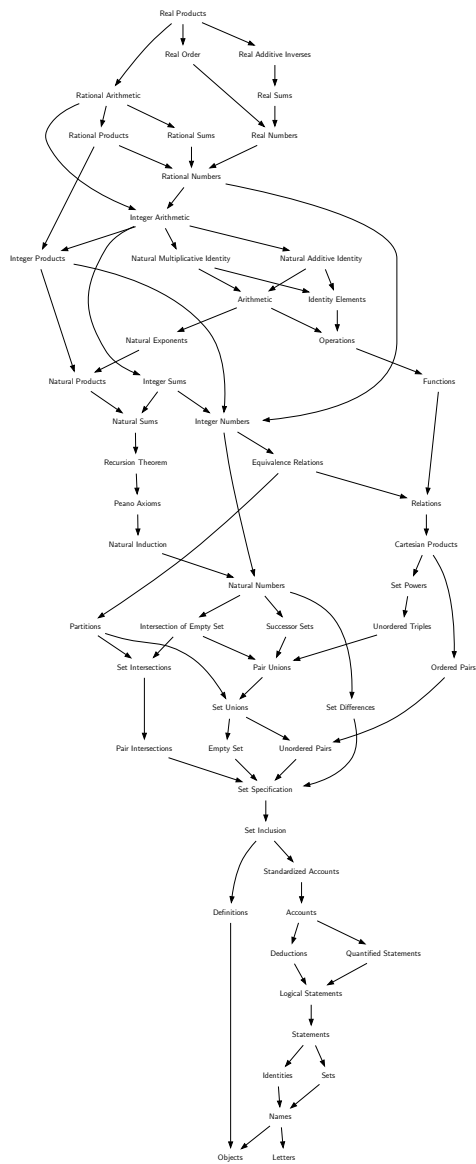 Real Products
Real Order
Real Additive Inverses
Rational Arithmetic
Real Sums
Rational Products
Rational Sums
Real Numbers
Rational Numbers
Integer Arithmetic
Integer Products
Natural Multiplicative Identity
Natural Additive Identity
Arithmetic
Identity Elements
Natural Exponents
Operations
Natural Products
Integer Sums
Functions
Natural Sums
Integer Numbers
Recursion Theorem
Equivalence Relations
Peano Axioms
Relations
Natural Induction
Cartesian Products
Natural Numbers
Set Powers
Partitions
Intersection of Empty Set
Successor Sets
Unordered Triples
Set Intersections
Pair Unions
Ordered Pairs
Set Unions
Set Differences
Pair Intersections
Empty Set
Unordered Pairs
Set Specification
Set Inclusion
Standardized Accounts
Definitions
Accounts
Deductions
Quantified Statements
Logical Statements
Statements
Identities
Sets
Names
Objects
Letters